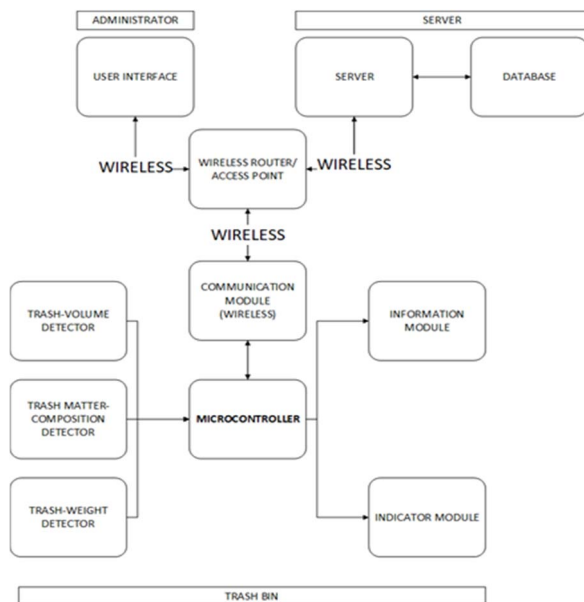 ADMINISTRATOR
SERVER
USER INTERFACE
SERVER
DATABASE
WIRELESS
WIRELESS ROUTER/
ACCESS POINT
WIRELESS
WIRELESS
COMMUNICATION
MODULE
(WIRELESS)
TRASH-VOLUME
DETECTOR
INFORMATION
MODULE
TRASH MATTER-
COMPOSITION
DETECTOR
MICROCONTROLLER
TRASH-WEIGHT
DETECTOR
INDICATOR MODULE
TRASH BIN